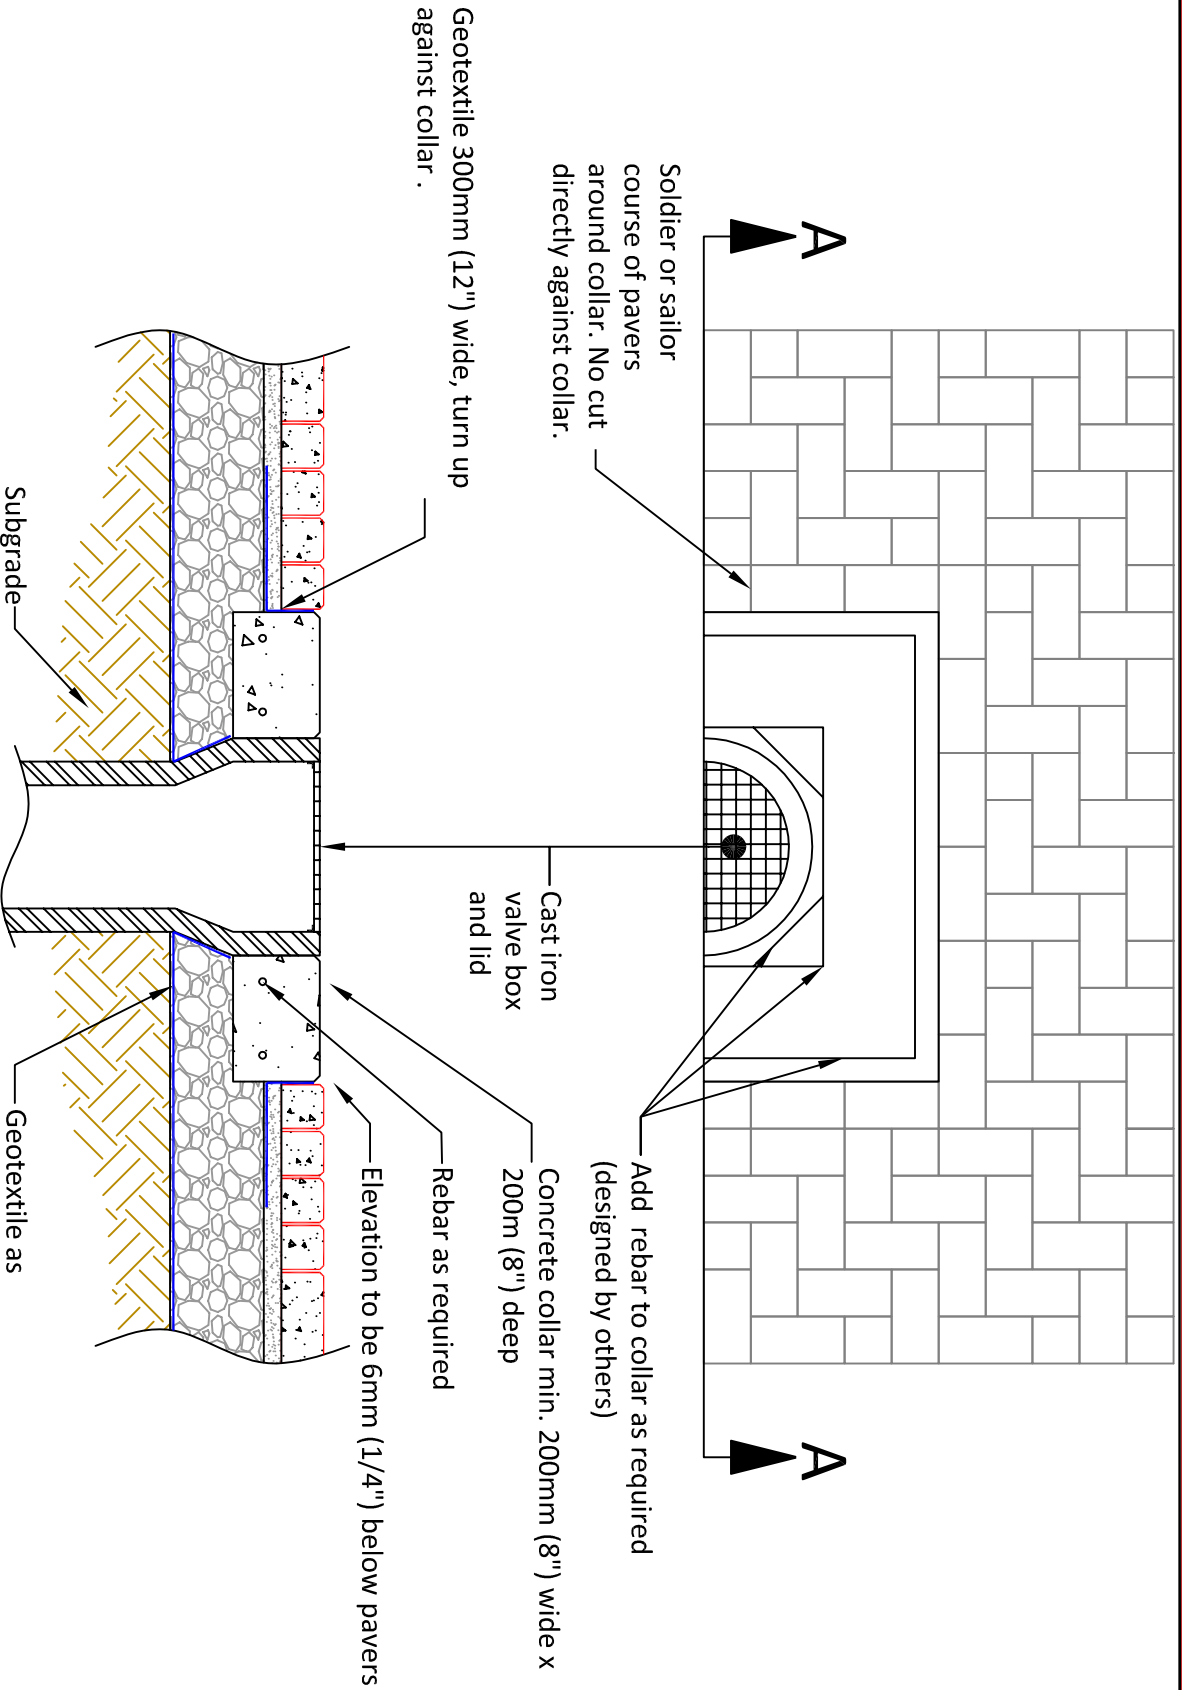 A
A
Soldier or sailor
course of pavers
around collar. No cut
directly against collar.
Add rebar to collar as required
(designed by others)
Cast iron
valve box
and lid
Concrete collar min. 200mm (8") wide x
200m (8") deep
Geotextile 300mm (12") wide, turn up
against collar .
Rebar as required
Elevation to be 6mm (1/4") below pavers
Subgrade
Geotextile as